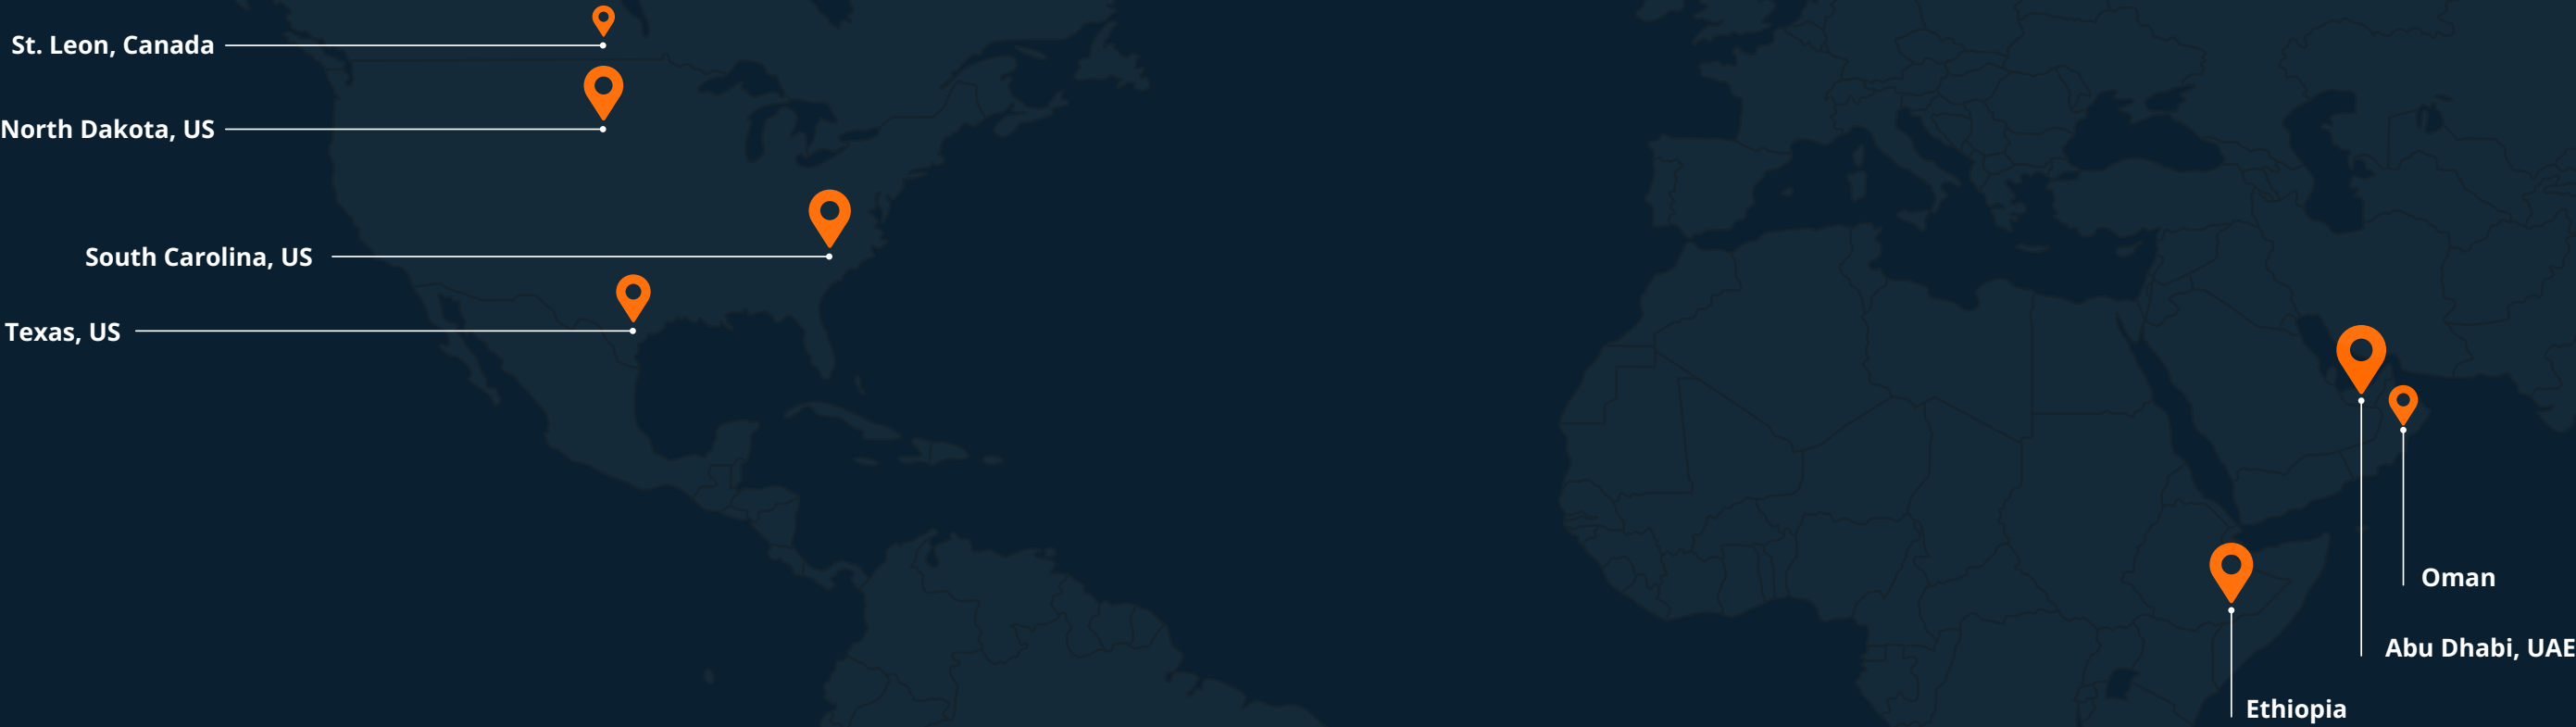 St. Leon, Canada
North Dakota, US
South Carolina, US
Texas, US
Oman
Abu Dhabi, UAE
Ethiopia